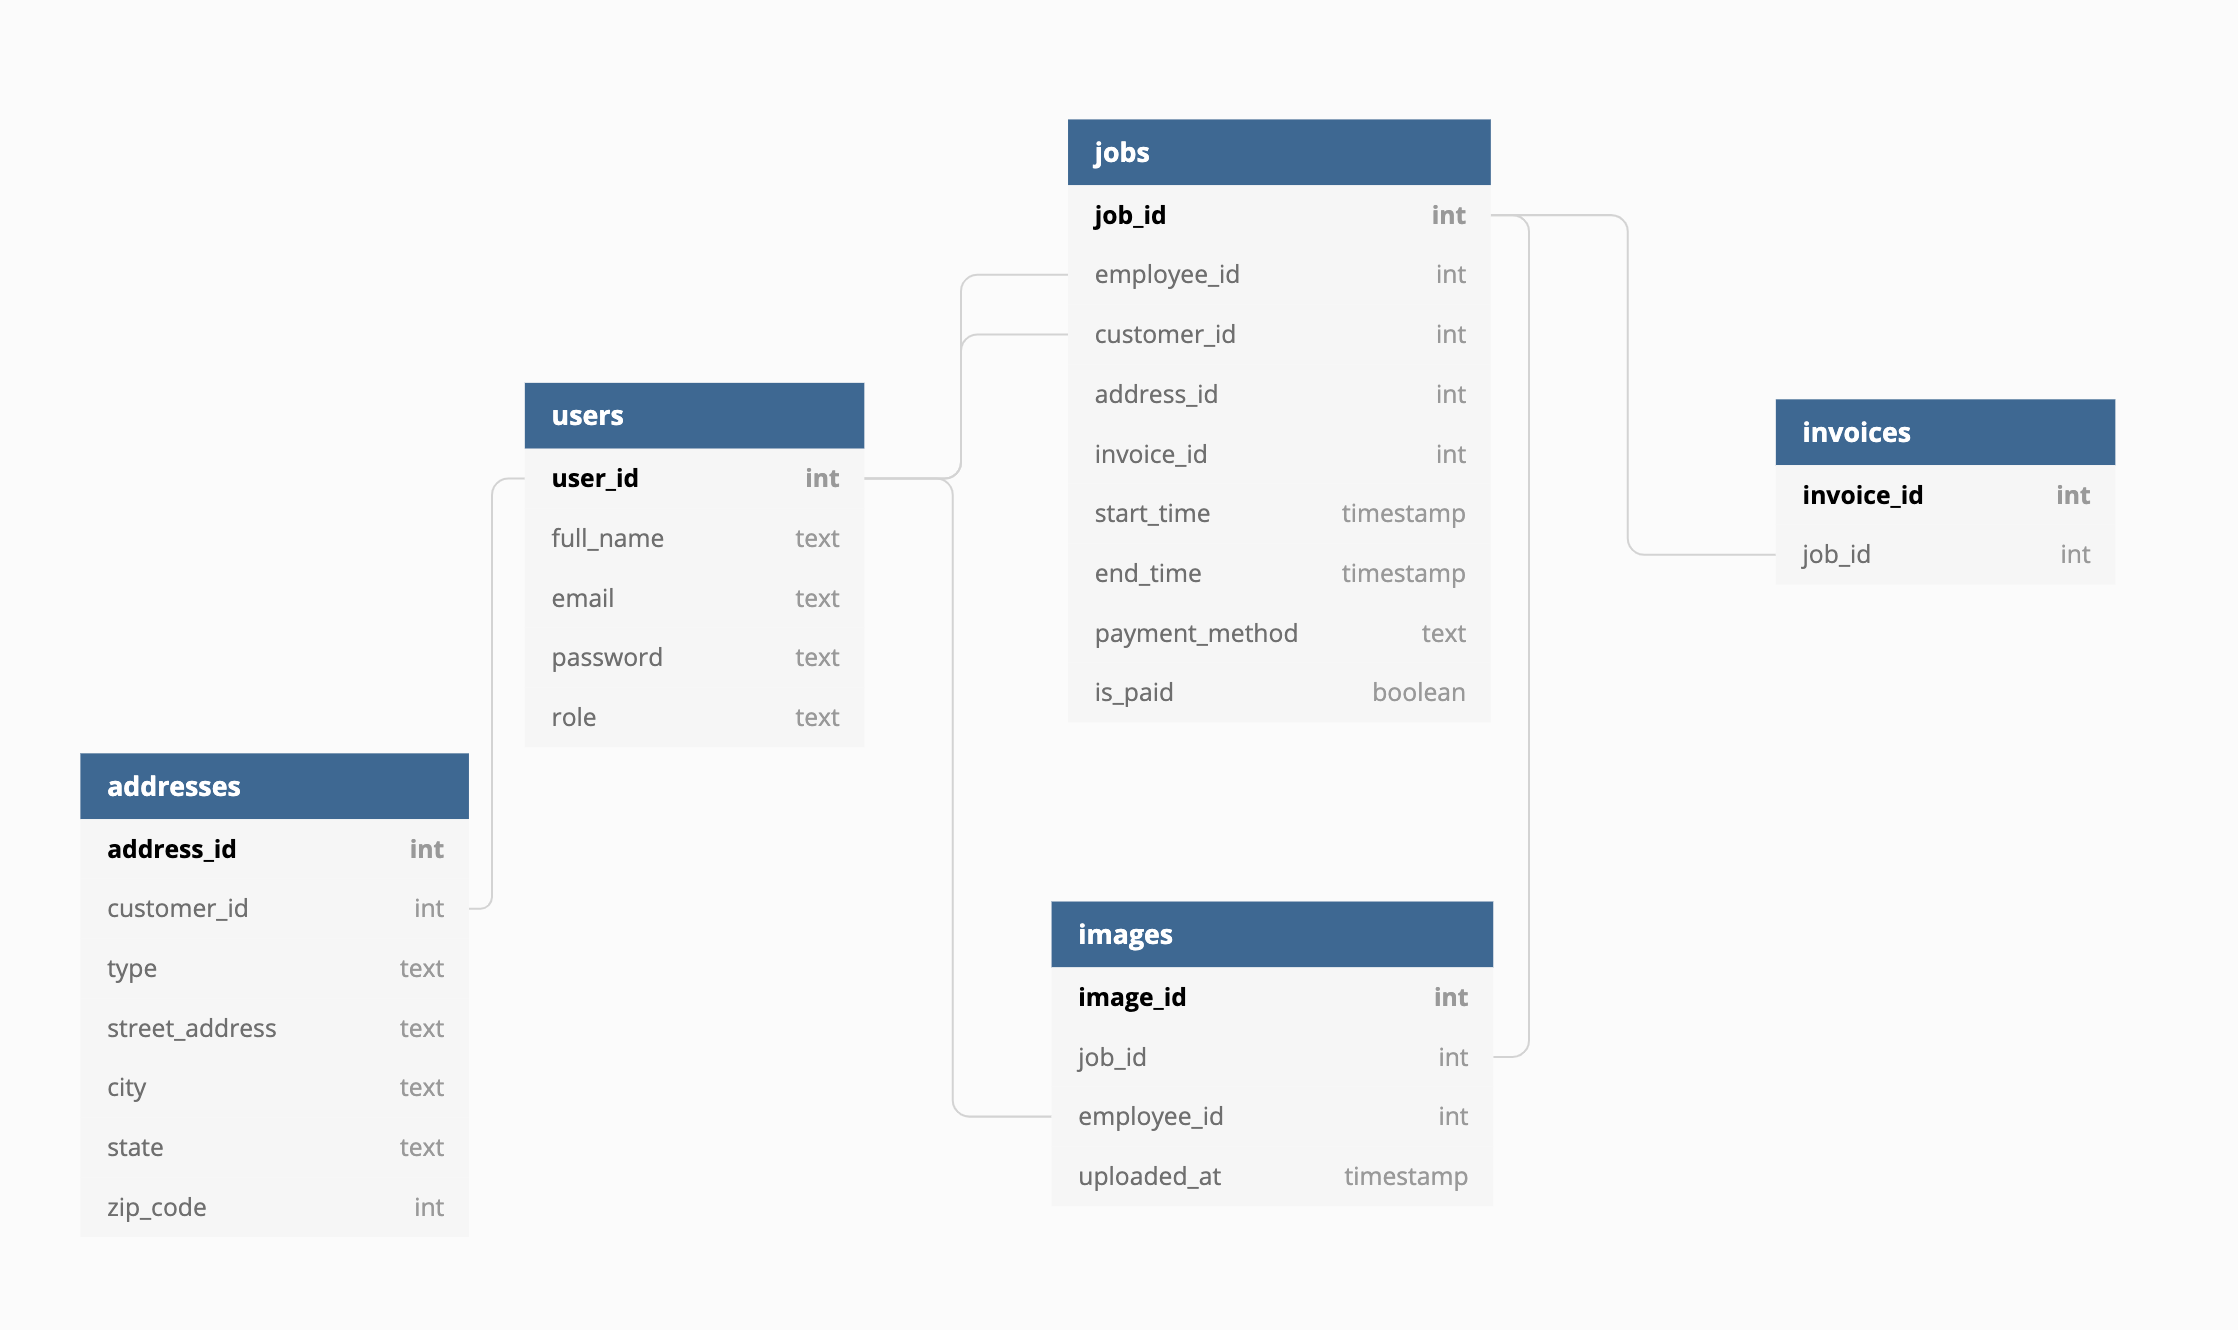 jobs
job_id int
employee_id int
customer_id int
address_id int
invoice_id int
start_time timestamp
end_time timestamp
payment_method text
is_paid boolean
users
user_id int
full_name text
email text
password text
role text
invoices
invoice_id int
job_id int
addresses
address_id int
customer_id int
type text
street_address text
city text
state text
zip_code int
images
image_id int
job_id int
employee_id int
uploaded_at timestamp